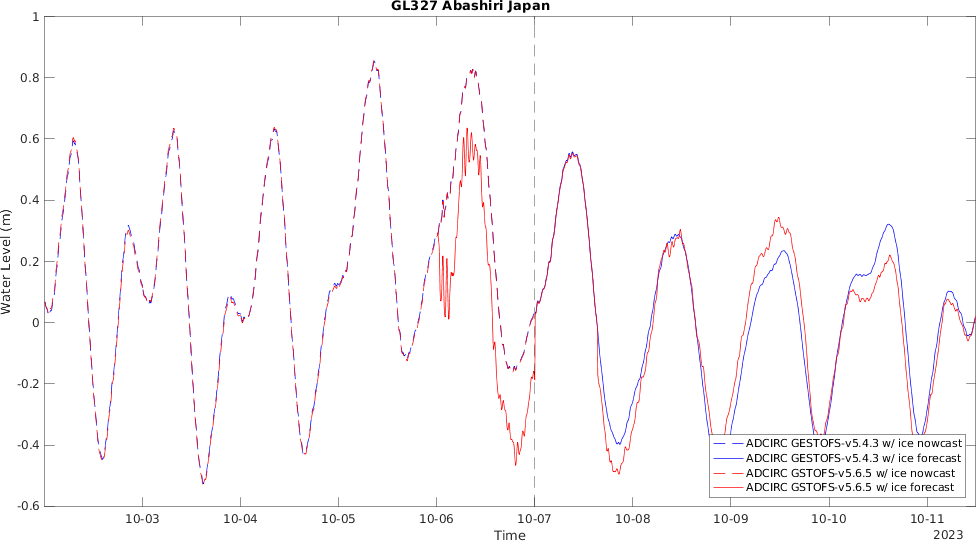 GL327 Abashiri Japan
Water Level (m)
1
0.8
0.6
0.4
0.2
0
-0.2
-0.4
-0.6
ADCIRC GESTOFS-v5.4.3 w/ ice nowcast
ADCIRC GESTOFS-v5.4.3 w/ ice forecast
ADCIRC GSTOFS-v5.6.5 w/ ice nowcast
ADCIRC GSTOFS-v5.6.5 w/ ice forecast
10-03 10-04 10-05 10-06 10-07 10-08 10-09 10-10 10-11
Time
2023